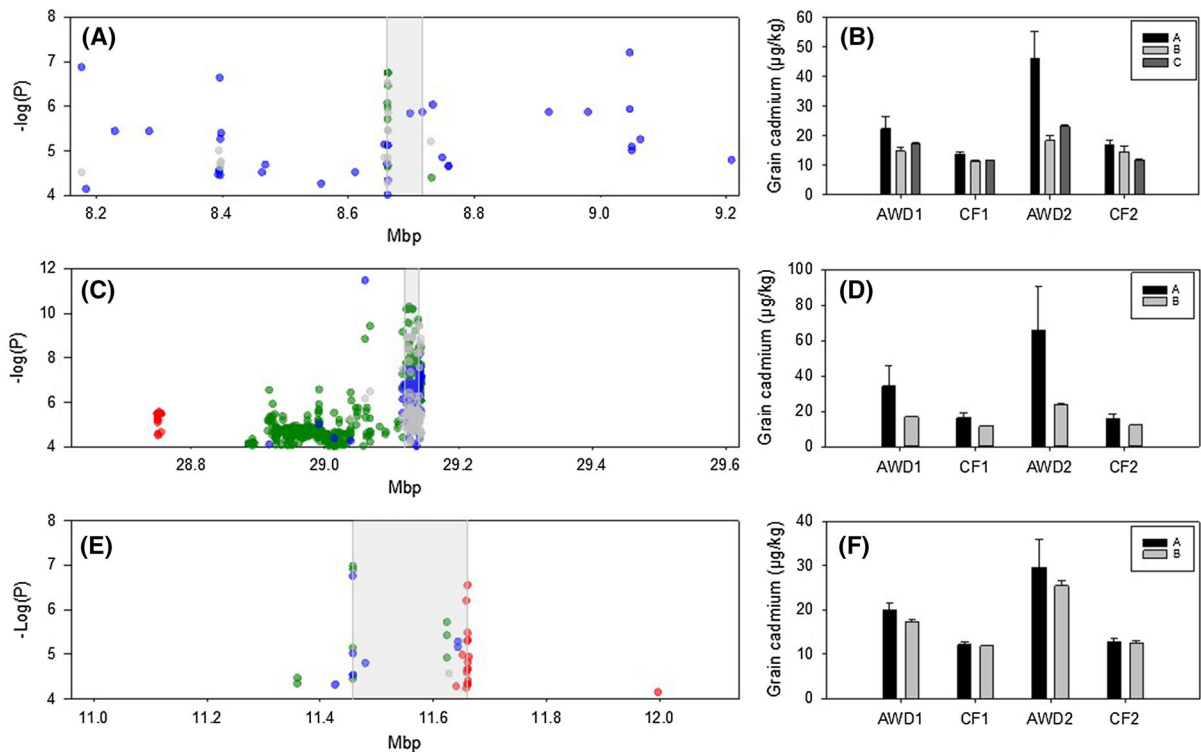 (A)
-log(P)
8
7
6
5
4
8.2 8.4 8.6 8.8 9.0 9.2
Mbp
(B)
Grain cadmium (µg/kg)
60
50
40
30
20
10
0
AWD1 CF1 AWD2 CF2
A
B
C
(C)
-log(P)
12
10
8
6
4
28.8 29.0 29.2 29.4 29.6
Mbp
(D)
Grain cadmium (µg/kg)
100
80
60
40
20
0
AWD1 CF1 AWD2 CF2
A
B
(E)
-Log(P)
8
7
6
5
4
11.0 11.2 11.4 11.6 11.8 12.0
Mbp
(F)
Grain cadmium (µg/kg)
40
30
20
10
0
AWD1 CF1 AWD2 CF2
A
B